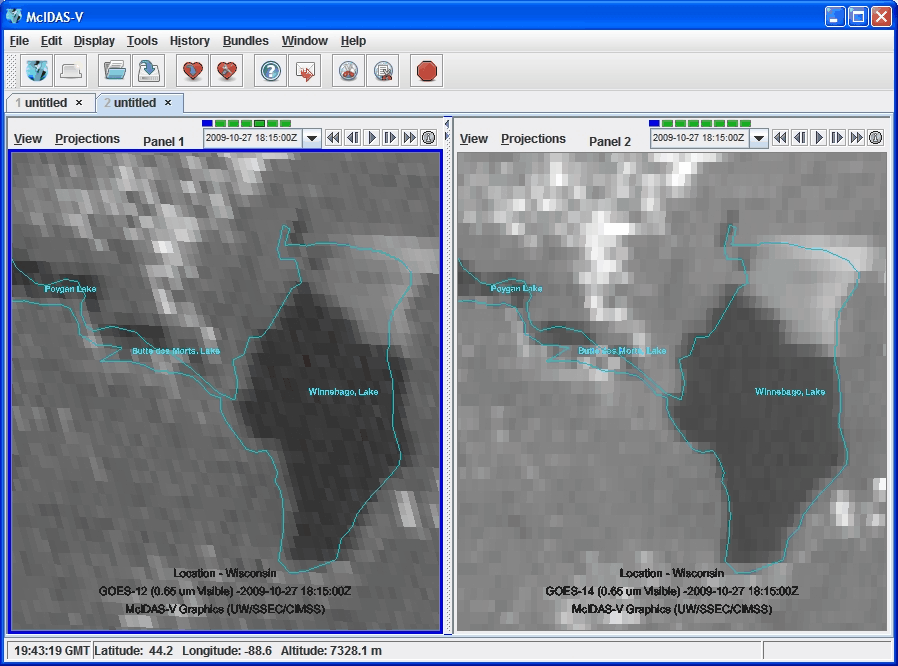 McIDAS-V
File Edit Display Tools History Bundles Window Help
1 untitled × 2 untitled ×
View Projections Panel 1 2009-10-27 18:15:00Z
View Projections Panel 2 2009-10-27 18:15:00Z
Poygan Lake
Butte des Morts, Lake
Winnebago, Lake
Location - Wisconsin
GOES-12 (0.65 um Visible) -2009-10-27 18:15:00Z
McIDAS-V Graphics (UW/SSEC/CIMSS)
Poygan Lake
Butte des Morts, Lake
Winnebago, Lake
Location - Wisconsin
GOES-14 (0.65 um Visible) -2009-10-27 18:15:00Z
McIDAS-V Graphics (UW/SSEC/CIMSS)
19:43:19 GMT Latitude: 44.2 Longitude: -88.6 Altitude: 7328.1 m